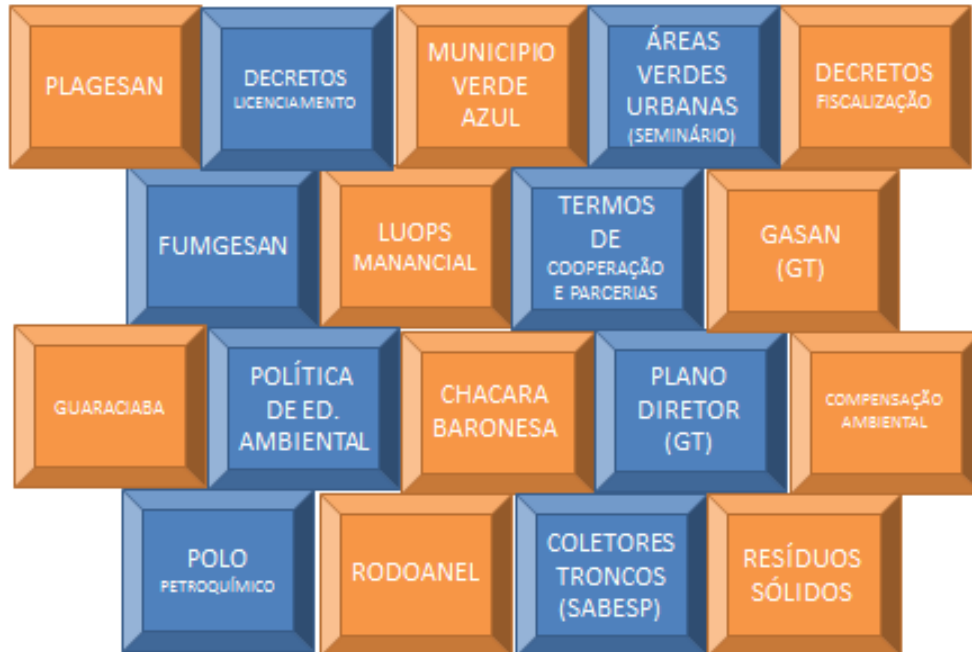 PLAGESAN
DECRETOS
LICENCIAMENTO
MUNICIPIO
VERDE
AZUL
ÁREAS
VERDES
URBANAS
(SEMINÁRIO)
DECRETOS
FISCALIZAÇÃO
FUMGESAN
LUOPS
MANANCIAL
TERMOS
DE
COOPERAÇÃO
E PARCERIAS
GASAN
(GT)
GUARACIABA
POLÍTICA
DE ED.
AMBIENTAL
CHACARA
BARONESA
PLANO
DIRETOR
(GT)
COMPENSAÇÃO
AMBIENTAL
POLO
PETROQUÍMICO
RODOANEL
COLETORES
TRONCOS
(SABESP)
RESÍDUOS
SÓLIDOS